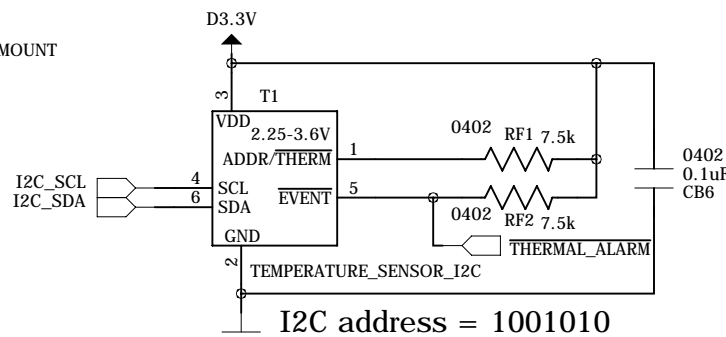 D3.3V
MOUNT
3
T1
VDD
2.25-3.6V
ADDR/THERM
1
0402
RF1
7.5k
0402
0.1uF
CB6
I2C_SCL
4
SCL
EVENT
5
I2C_SDA
6
SDA
0402
RF2
7.5k
GND
2
THERMAL_ALARM
TEMPERATURE_SENSOR_I2C
I2C address = 1001010